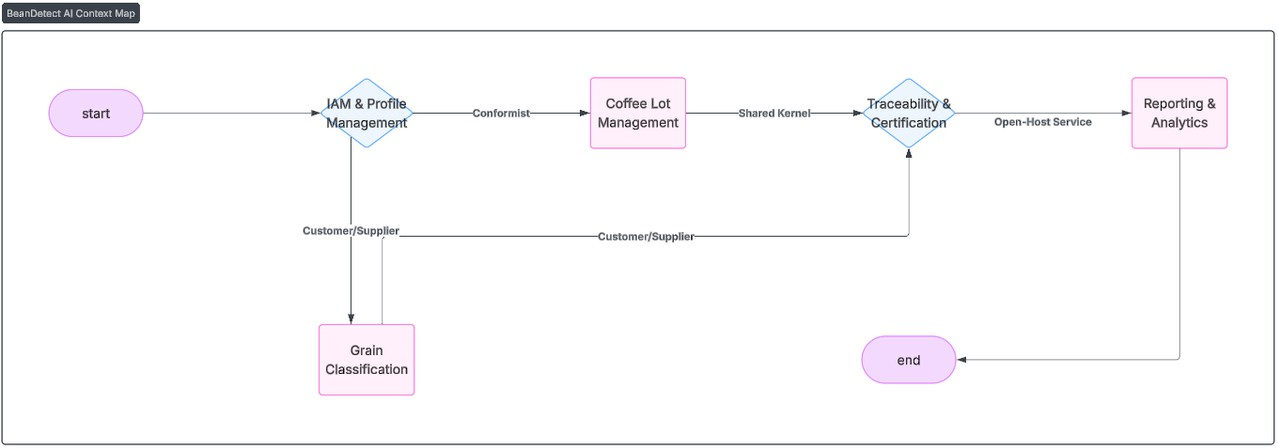 BeanDetect AI Context Map
start
IAM & Profile
Management
Conformist
Coffee Lot
Management
Shared Kernel
Traceability &
Certification
Open-Host Service
Reporting &
Analytics
Customer/Supplier
Customer/Supplier
Grain
Classification
end